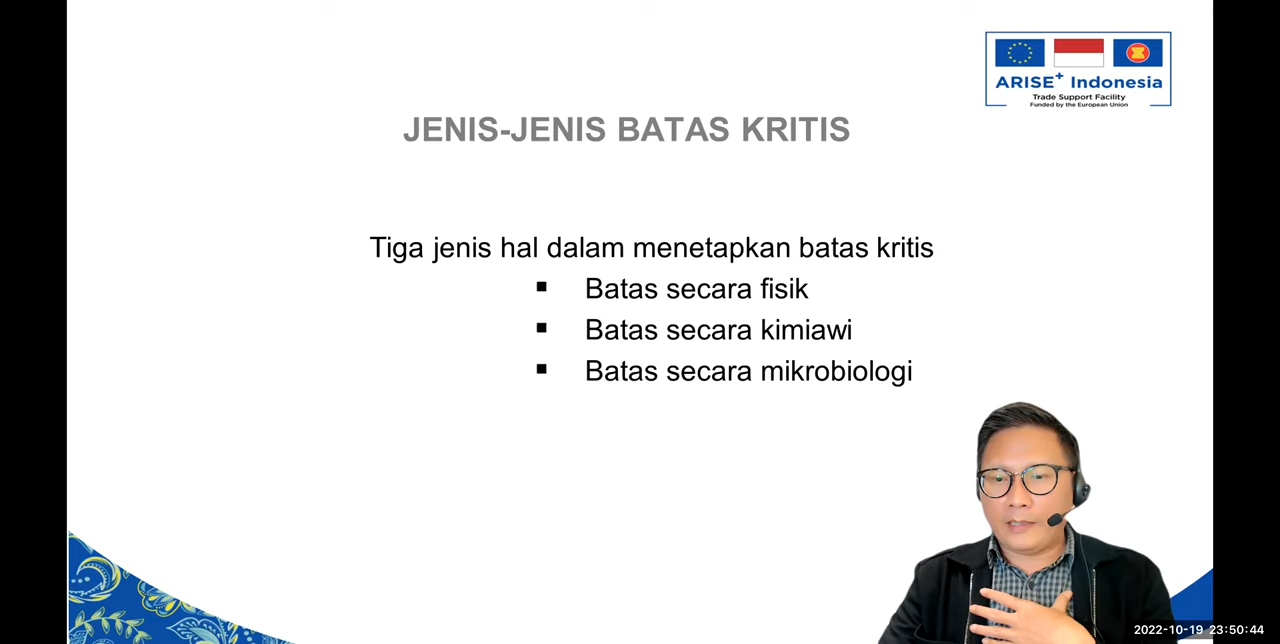 ARISE+ Indonesia
Trade Support Facility
Funded by the European Union
JENIS-JENIS BATAS KRITIS
Tiga jenis hal dalam menetapkan batas kritis
▪ Batas secara fisik
▪ Batas secara kimiawi
▪ Batas secara mikrobiologi
2022-10-19 23:50:44